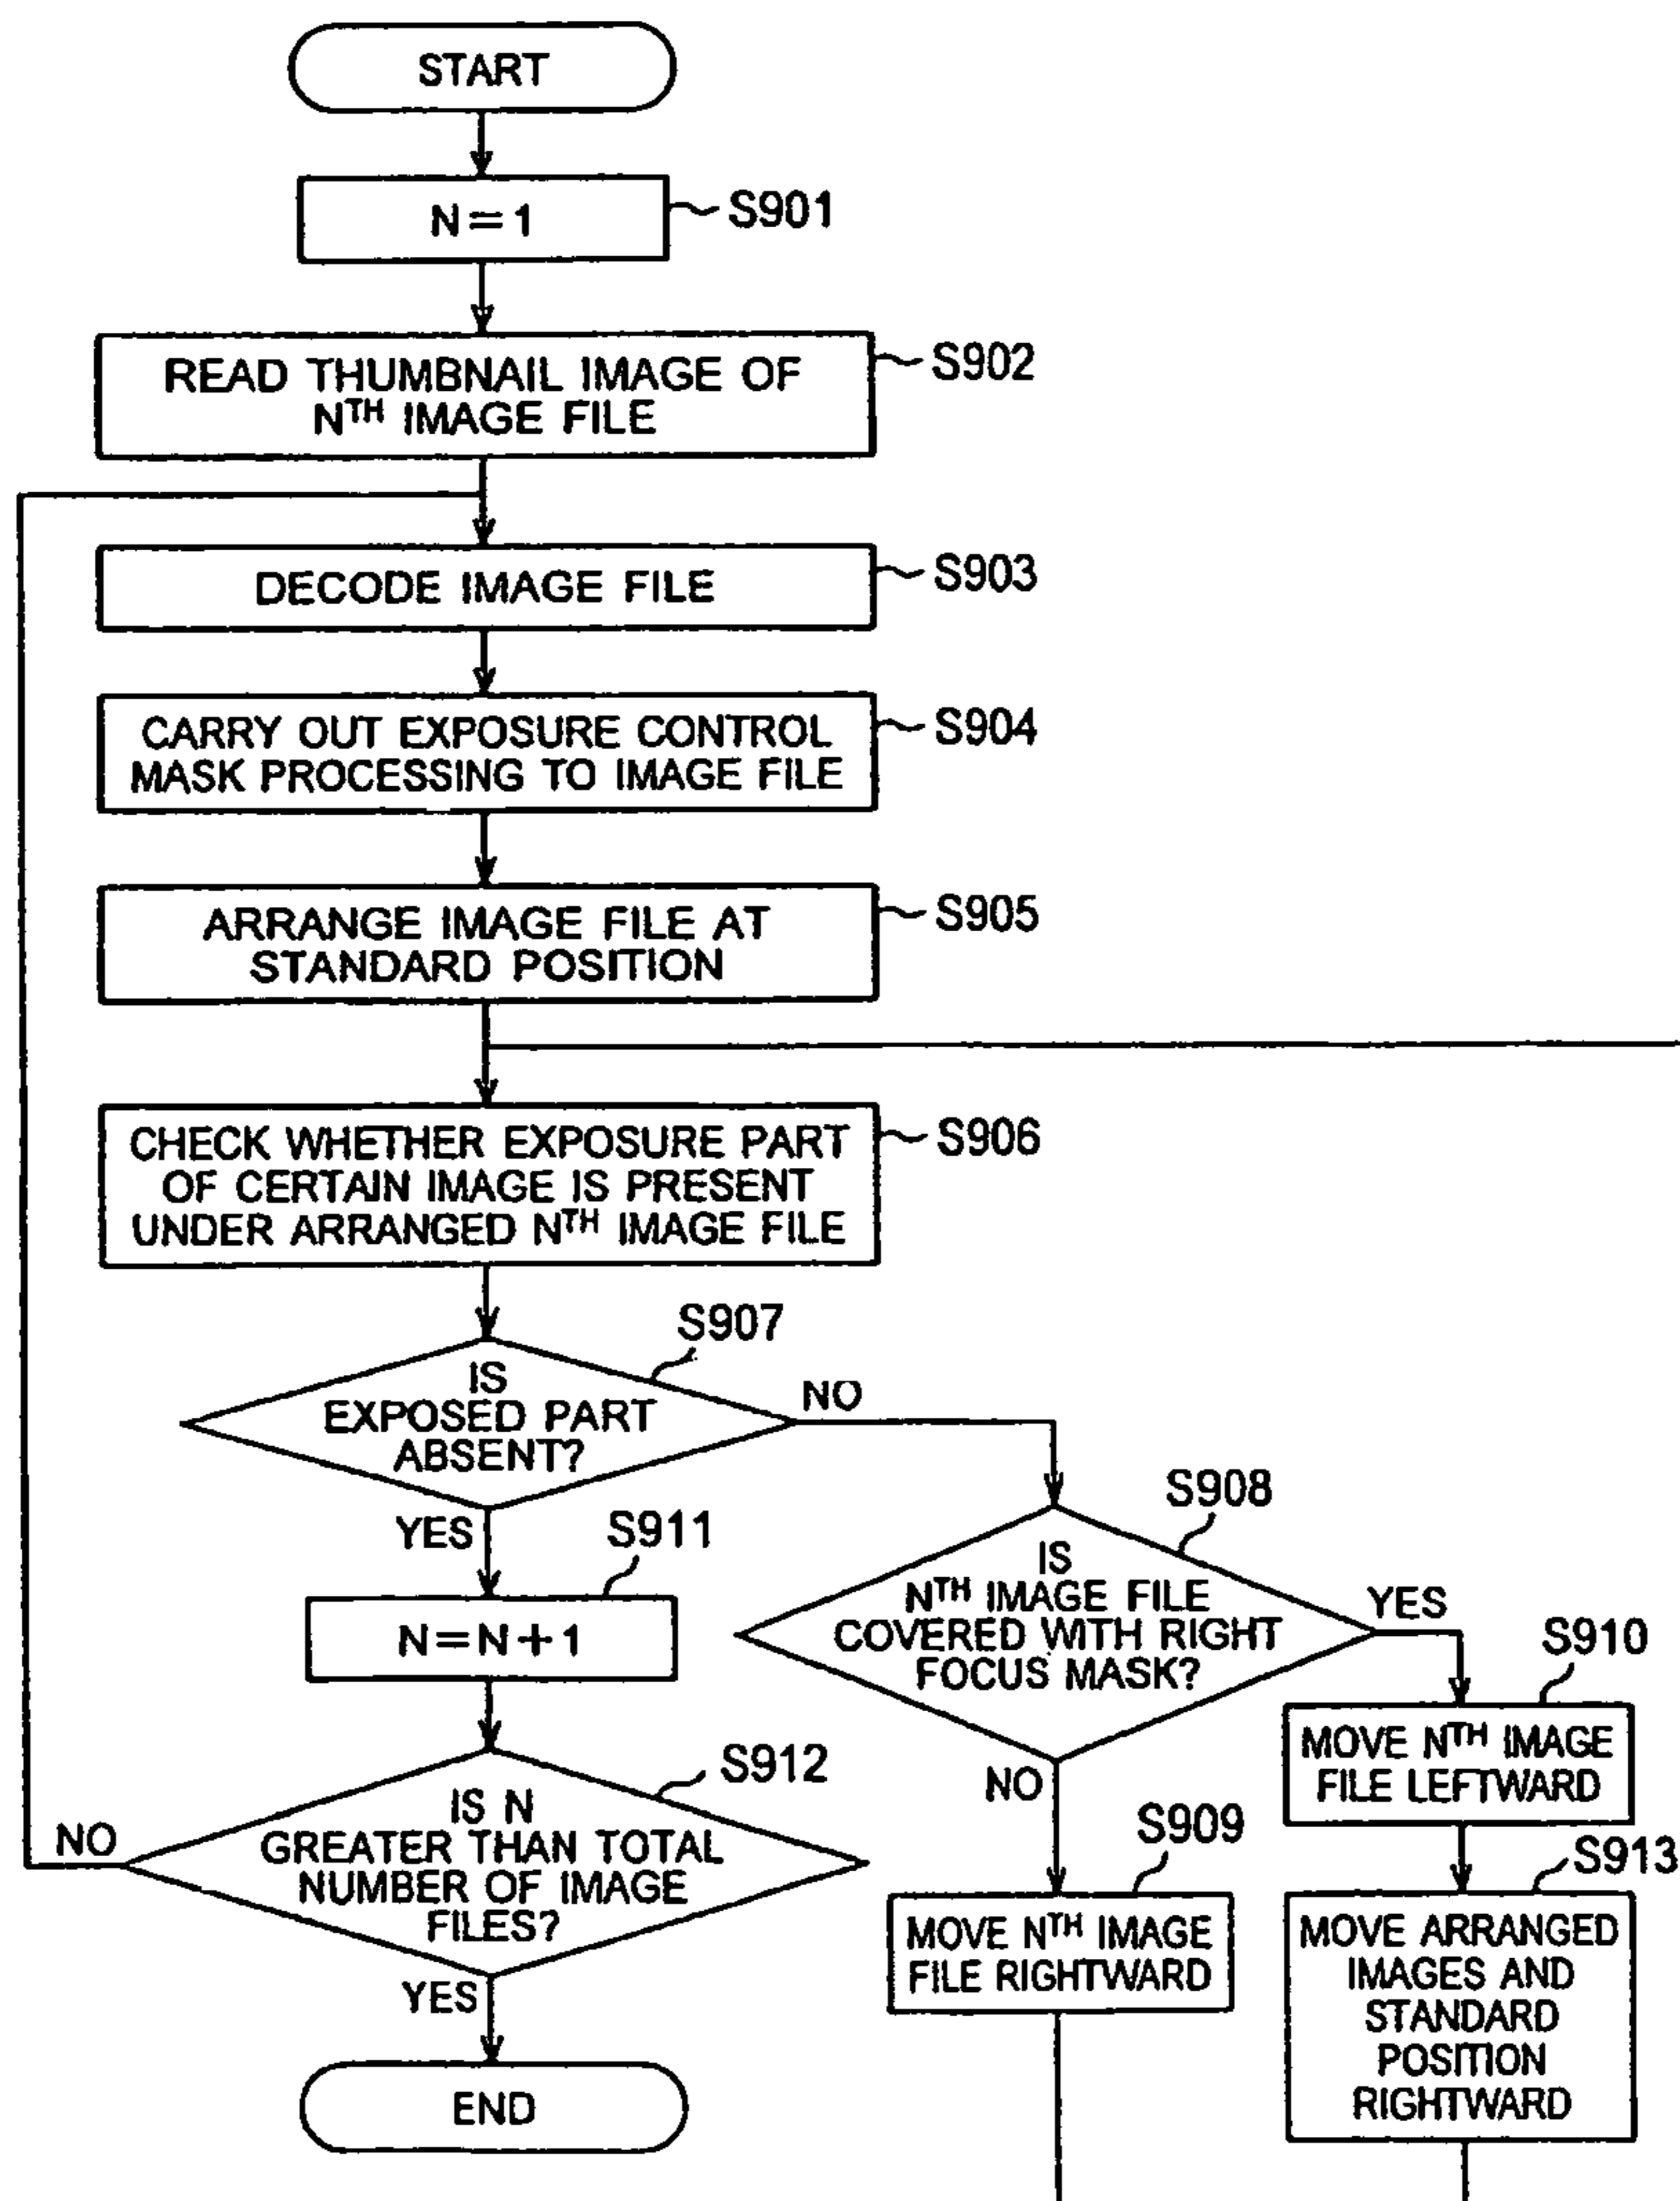 START
N=1
S901
READ THUMBNAIL IMAGE OF
NTH IMAGE FILE
S902
DECODE IMAGE FILE
S903
CARRY OUT EXPOSURE CONTROL
MASK PROCESSING TO IMAGE FILE
S904
ARRANGE IMAGE FILE AT
STANDARD POSITION
S905
CHECK WHETHER EXPOSURE PART
OF CERTAIN IMAGE IS PRESENT
UNDER ARRANGED NTH IMAGE FILE
S906
S907
IS
EXPOSED PART
ABSENT?
NO
YES
S908
IS
NTH IMAGE FILE
COVERED WITH RIGHT
FOCUS MASK?
YES
NO
S911
N=N+1
S910
MOVE NTH IMAGE
FILE LEFTWARD
S912
IS N
GREATER THAN TOTAL
NUMBER OF IMAGE
FILES?
NO
YES
S909
MOVE NTH IMAGE
FILE RIGHTWARD
S913
MOVE ARRANGED
IMAGES AND
STANDARD
POSITION
RIGHTWARD
END